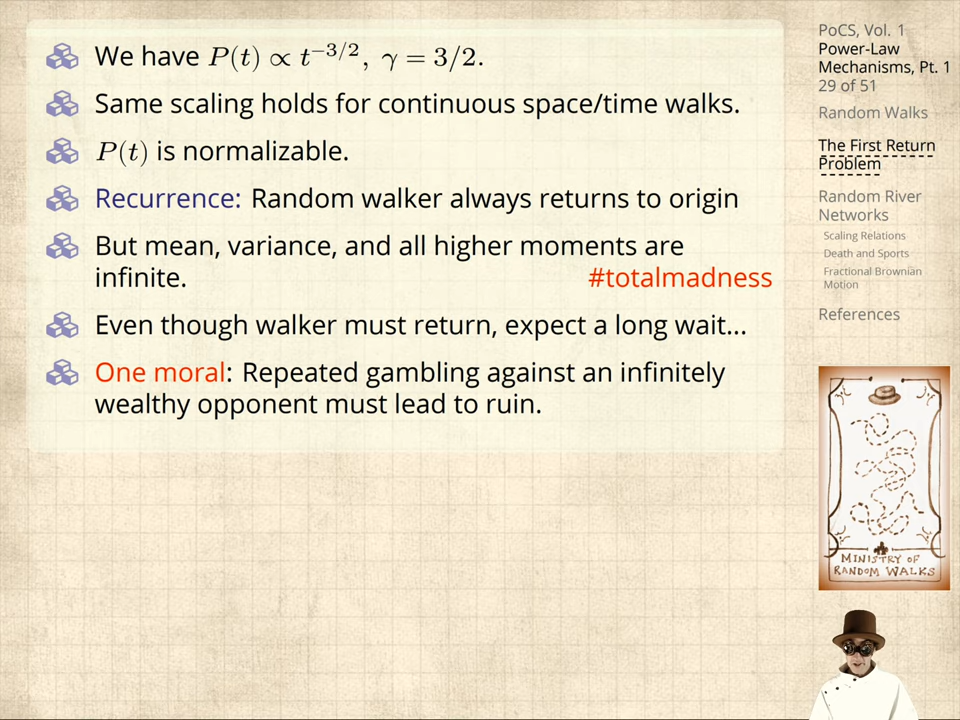 We have P(t) ∝ t^{-3/2}, γ = 3/2.
Same scaling holds for continuous space/time walks.
P(t) is normalizable.
Recurrence: Random walker always returns to origin
But mean, variance, and all higher moments are
infinite. #totalmadness
Even though walker must return, expect a long wait...
One moral: Repeated gambling against an infinitely
wealthy opponent must lead to ruin.
PoCS, Vol. 1
Power-Law
Mechanisms, Pt. 1
29 of 51
Random Walks
The First Return
Problem
Random River
Networks
Scaling Relations
Death and Sports
Fractional Brownian
Motion
References
MINISTRY OF
RANDOM WALKS